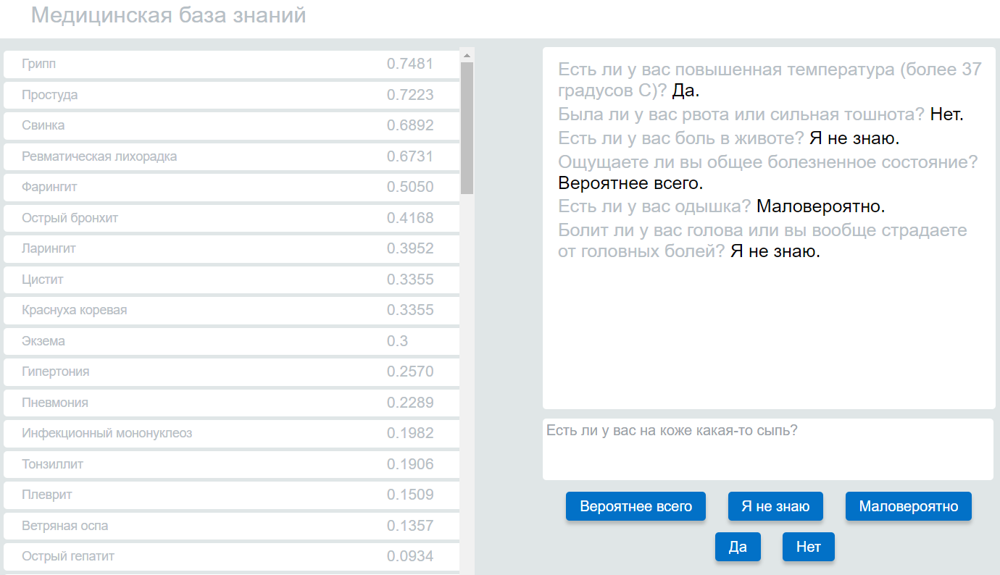 Медицинская база знаний
Грипп 0.7481
Простуда 0.7223
Свинка 0.6892
Ревматическая лихорадка 0.6731
Фарингит 0.5050
Острый бронхит 0.4168
Ларингит 0.3952
Цистит 0.3355
Краснуха коревая 0.3355
Экзема 0.3
Гипертония 0.2570
Пневмония 0.2289
Инфекционный мононуклеоз 0.1982
Тонзиллит 0.1906
Плеврит 0.1509
Ветряная оспа 0.1357
Острый гепатит 0.0934
Есть ли у вас повышенная температура (более 37
градусов С)? Да.
Была ли у вас рвота или сильная тошнота? Нет.
Есть ли у вас боль в животе? Я не знаю.
Ощущаете ли вы общее болезненное состояние?
Вероятнее всего.
Есть ли у вас одышка? Маловероятно.
Болит ли у вас голова или вы вообще страдаете
от головных болей? Я не знаю.
Есть ли у вас на коже какая-то сыпь?
Вероятнее всего Я не знаю Маловероятно
Да Нет